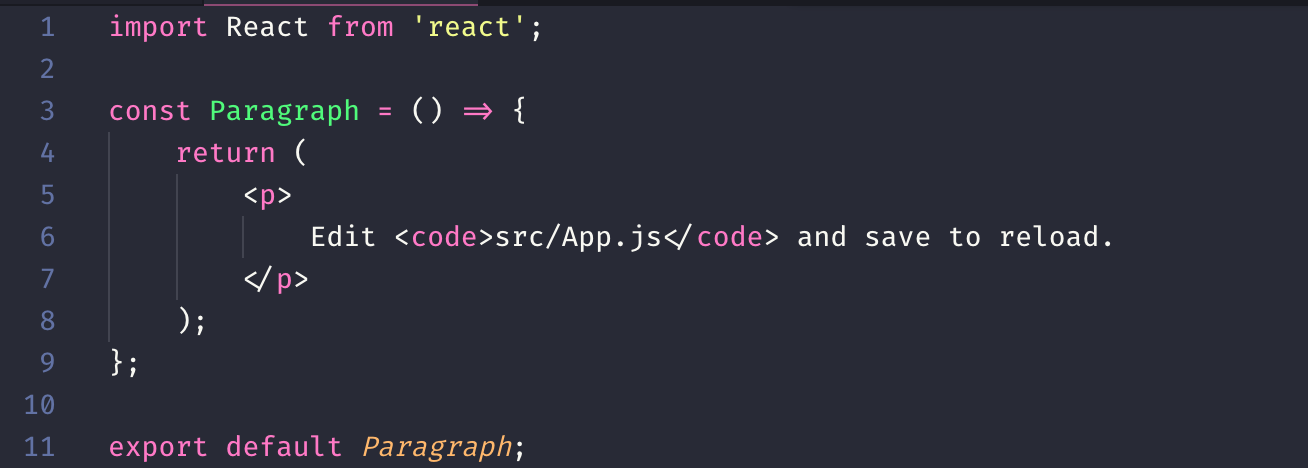 1 import React from 'react';
2
3 const Paragraph = () => {
4     return (
5         <p>
6             Edit <code>src/App.js</code> and save to reload.
7         </p>
8     );
9 };
10
11 export default Paragraph;